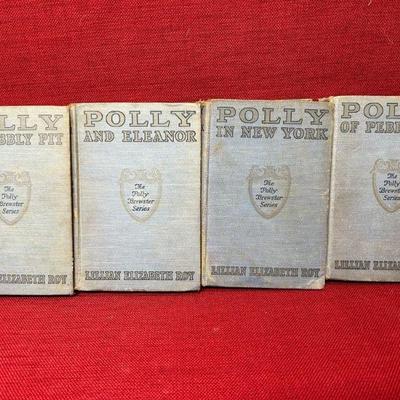 LLY
BBLY PIT
The
Polly
Brewster
Series
ELIZABETH ROY
POLLY
AND ELEANOR
The
Polly
Brewster
Series
LILLIAN ELIZABETH ROY
POLLY
IN NEW YORK
The
Polly
Brewster
Series
LILLIAN ELIZABETH ROY
POL
OF PEBB
The
Polly
Brewster
Series
LILLIAN ELIZAB